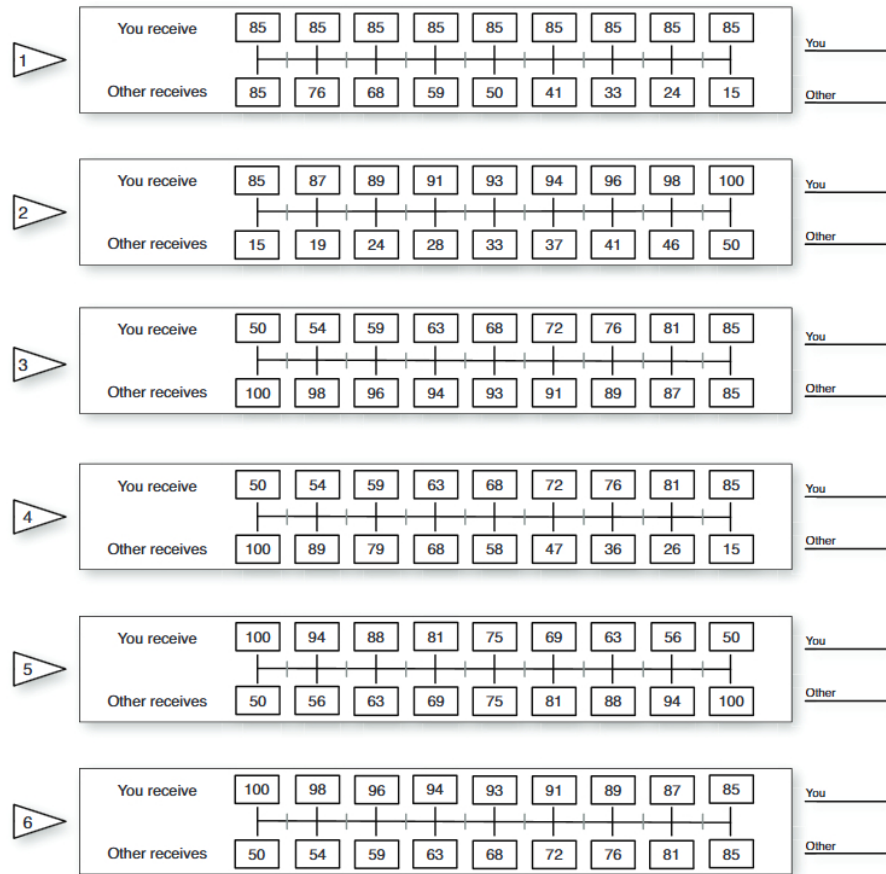 You receive 85 85 85 85 85 85 85 85 85
You
1
Other receives 85 76 68 59 50 41 33 24 15
Other
You receive 85 87 89 91 93 94 96 98 100
You
2
Other receives 15 19 24 28 33 37 41 46 50
Other
You receive 50 54 59 63 68 72 76 81 85
You
3
Other receives 100 98 96 94 93 91 89 87 85
Other
You receive 50 54 59 63 68 72 76 81 85
You
4
Other receives 100 89 79 68 58 47 36 26 15
Other
You receive 100 94 88 81 75 69 63 56 50
You
5
Other receives 50 56 63 69 75 81 88 94 100
Other
You receive 100 98 96 94 93 91 89 87 85
You
6
Other receives 50 54 59 63 68 72 76 81 85
Other